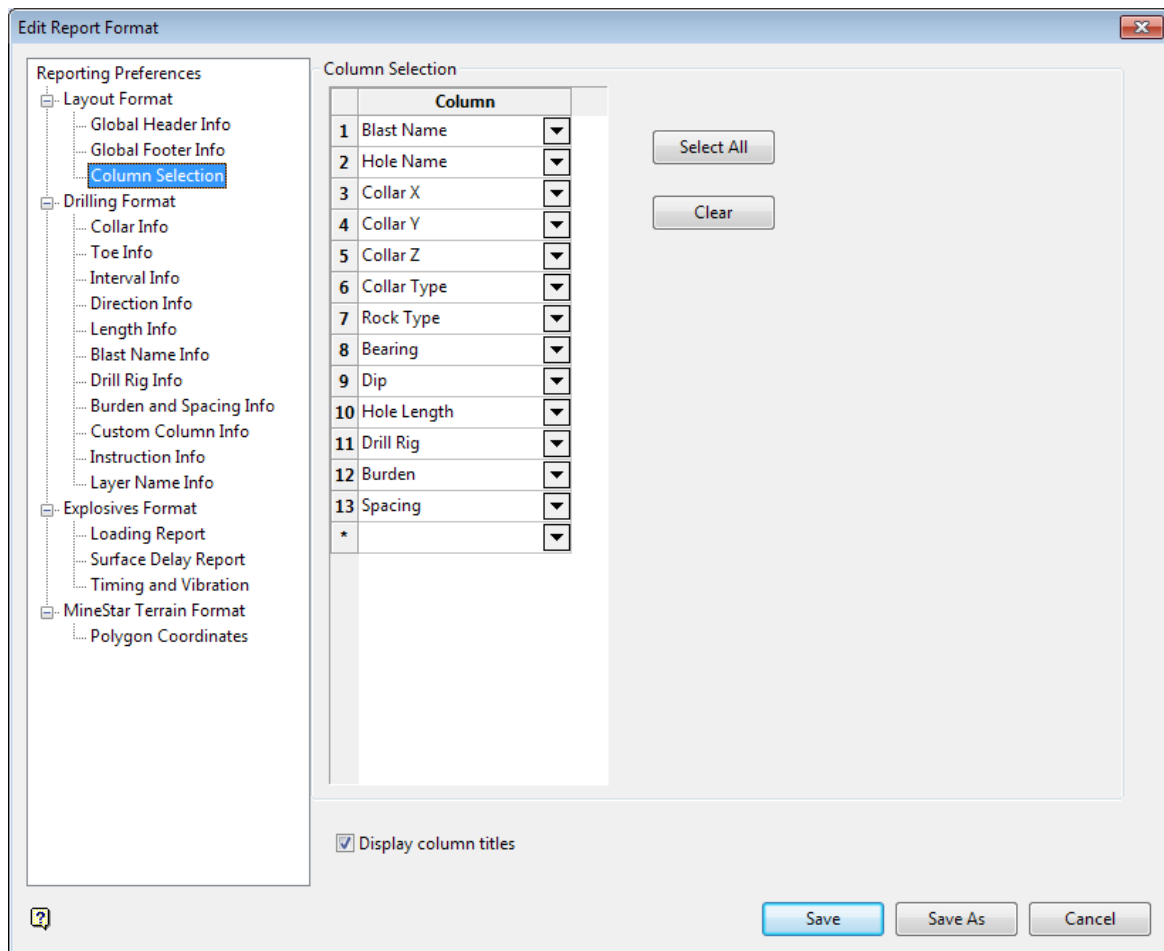 Edit Report Format
Reporting Preferences
Layout Format
Global Header Info
Global Footer Info
Column Selection
Drilling Format
Collar Info
Toe Info
Interval Info
Direction Info
Length Info
Blast Name Info
Drill Rig Info
Burden and Spacing Info
Custom Column Info
Instruction Info
Layer Name Info
Explosives Format
Loading Report
Surface Delay Report
Timing and Vibration
MineStar Terrain Format
Polygon Coordinates
Column Selection
Column
1 Blast Name
2 Hole Name
3 Collar X
4 Collar Y
5 Collar Z
6 Collar Type
7 Rock Type
8 Bearing
9 Dip
10 Hole Length
11 Drill Rig
12 Burden
13 Spacing
*
Select All
Clear
Display column titles
?
Save Save As Cancel